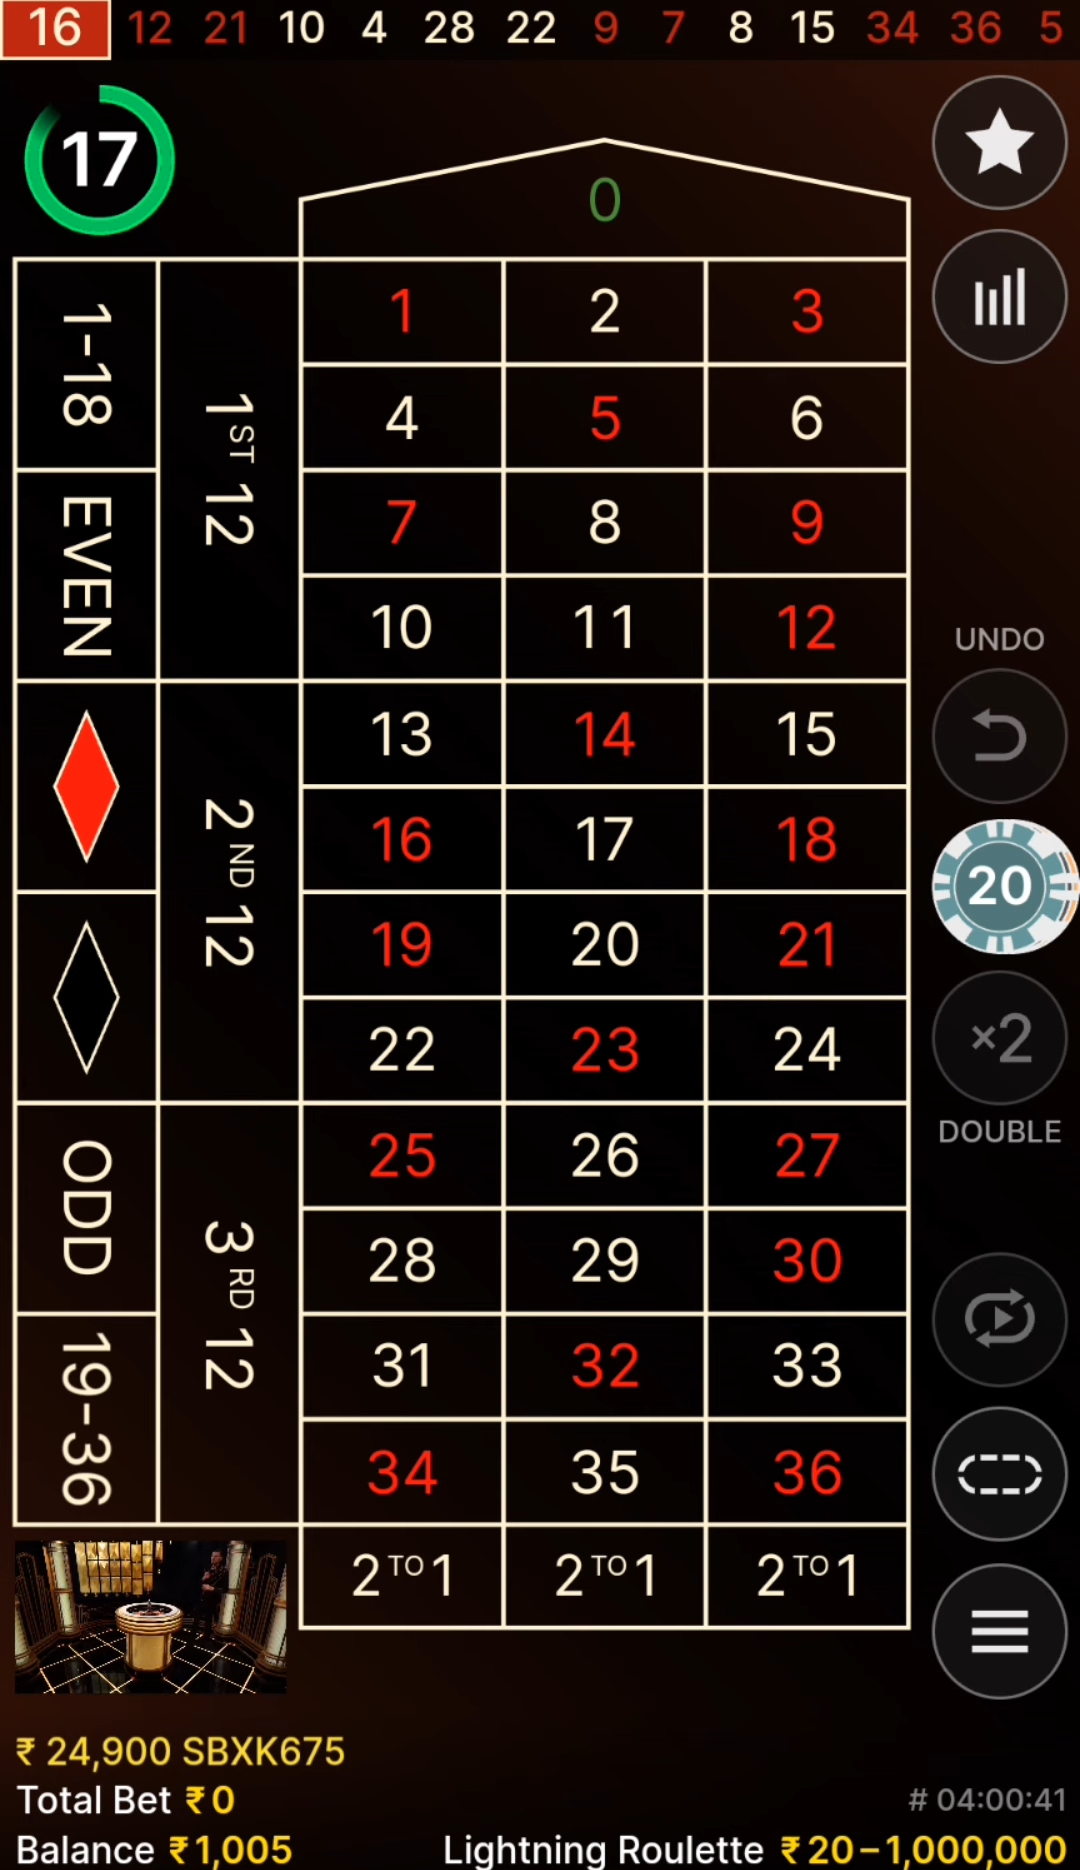 16 12 21 10 4 28 22 9 7 8 15 34 36 5
17
0
1-18
EVEN
ODD
19-36
1ST 12
2ND 12
3RD 12
1 2 3
4 5 6
7 8 9
10 11 12
13 14 15
16 17 18
19 20 21
22 23 24
25 26 27
28 29 30
31 32 33
34 35 36
2 TO 1 2 TO 1 2 TO 1
UNDO
20
×2
DOUBLE
₹ 24,900 SBXK675
Total Bet ₹0
# 04:00:41
Balance ₹1,005
Lightning Roulette ₹20–1,000,000